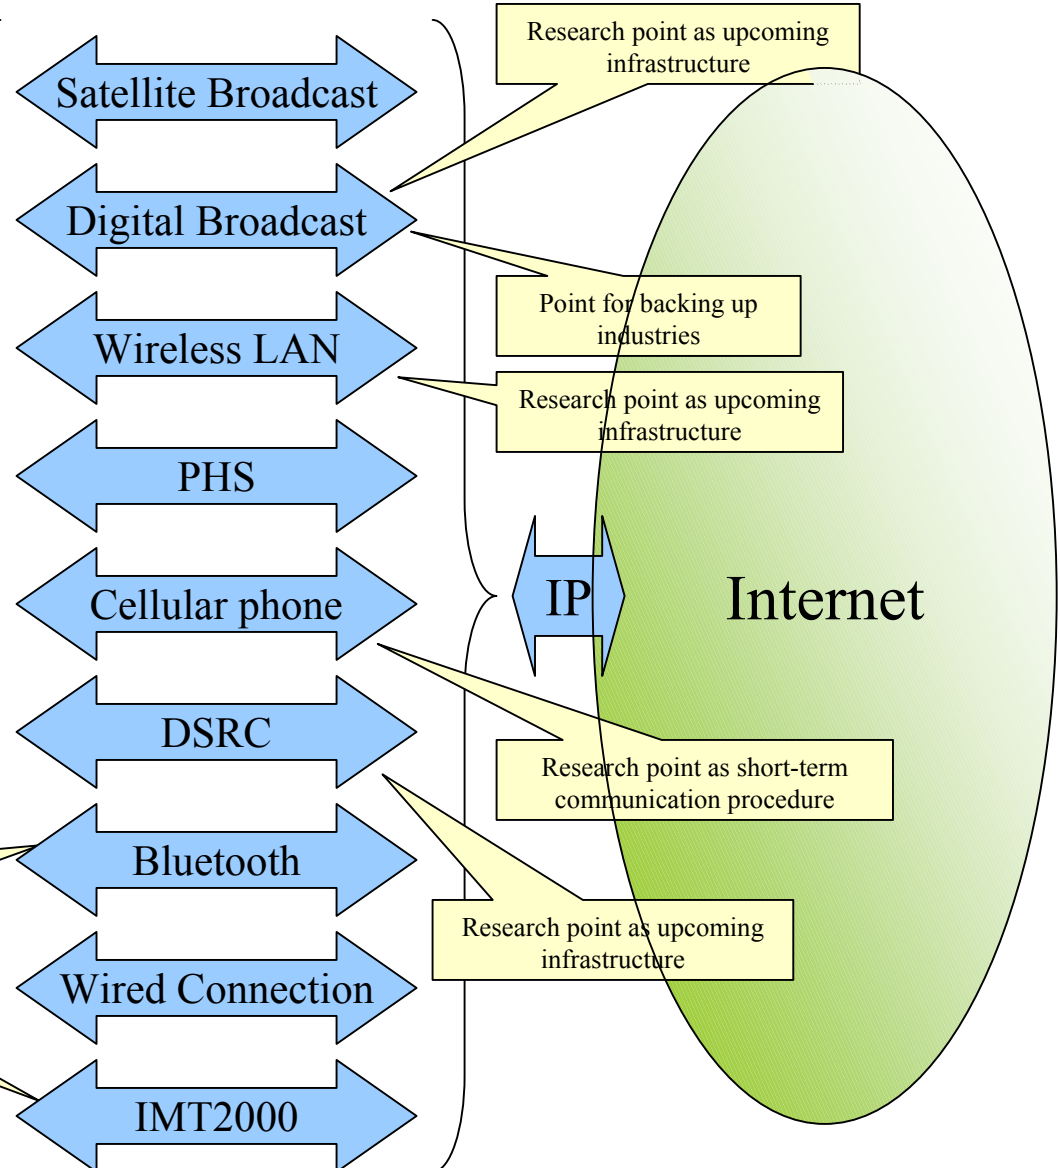 Research point as upcoming
infrastructure
Satellite Broadcast
Digital Broadcast
Point for backing up
industries
Wireless LAN
Research point as upcoming
infrastructure
PHS
Cellular phone
IP
Internet
DSRC
Research point as short-term
communication procedure
Bluetooth
Research point as upcoming
infrastructure
Wired Connection
IMT2000